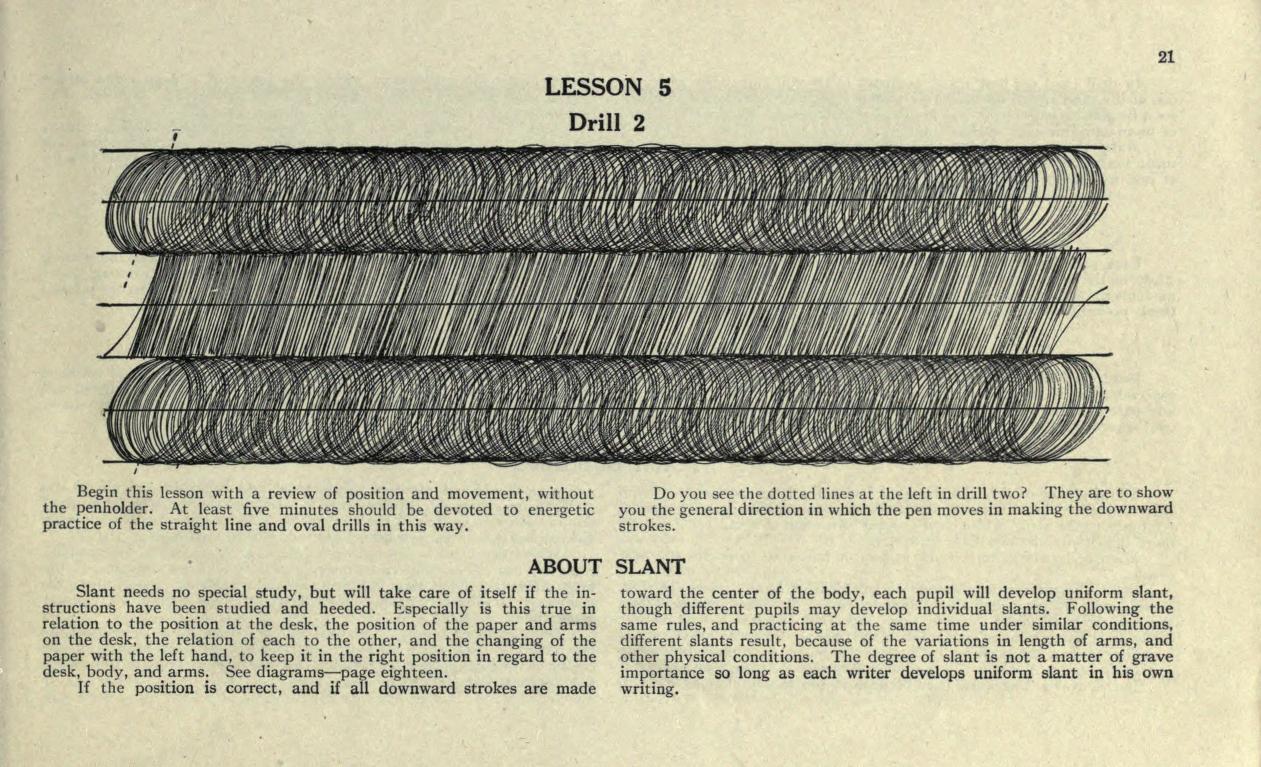 21
LESSON 5
Drill 2
Begin this lesson with a review of position and movement, without
the penholder. At least five minutes should be devoted to energetic
practice of the straight line and oval drills in this way.
Do you see the dotted lines at the left in drill two? They are to show
you the general direction in which the pen moves in making the downward
strokes.
ABOUT SLANT
Slant needs no special study, but will take care of itself if the in-
structions have been studied and heeded. Especially is this true in
relation to the position at the desk, the position of the paper and arms
on the desk, the relation of each to the other, and the changing of the
paper with the left hand, to keep it in the right position in regard to the
desk, body, and arms. See diagrams—page eighteen.
If the position is correct, and if all downward strokes are made
toward the center of the body, each pupil will develop uniform slant,
though different pupils may develop individual slants. Following the
same rules, and practicing at the same time under similar conditions,
different slants result, because of the variations in length of arms, and
other physical conditions. The degree of slant is not a matter of grave
importance so long as each writer develops uniform slant in his own
writing.